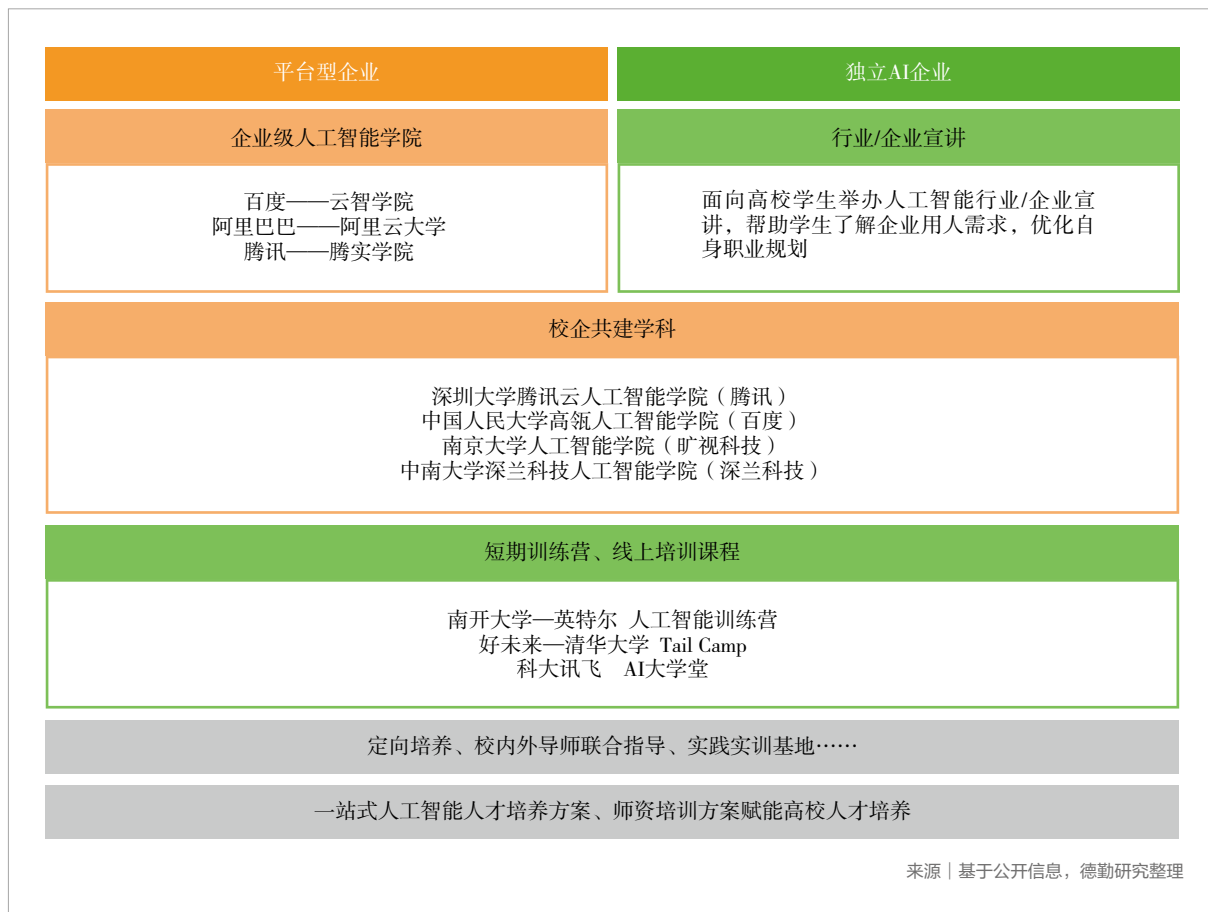 平台型企业
独立AI企业
企业级人工智能学院
行业/企业宣讲
百度——云智学院
阿里巴巴——阿里云大学
腾讯——腾实学院
面向高校学生举办人工智能行业/企业宣
讲，帮助学生了解企业用人需求，优化自
身职业规划
校企共建学科
深圳大学腾讯云人工智能学院（腾讯）
中国人民大学高瓴人工智能学院（百度）
南京大学人工智能学院（旷视科技）
中南大学深兰科技人工智能学院（深兰科技）
短期训练营、线上培训课程
南开大学—英特尔 人工智能训练营
好未来—清华大学 Tail Camp
科大讯飞 AI大学堂
定向培养、校内外导师联合指导、实践实训基地……
一站式人工智能人才培养方案、师资培训方案赋能高校人才培养
来源｜基于公开信息，德勤研究整理